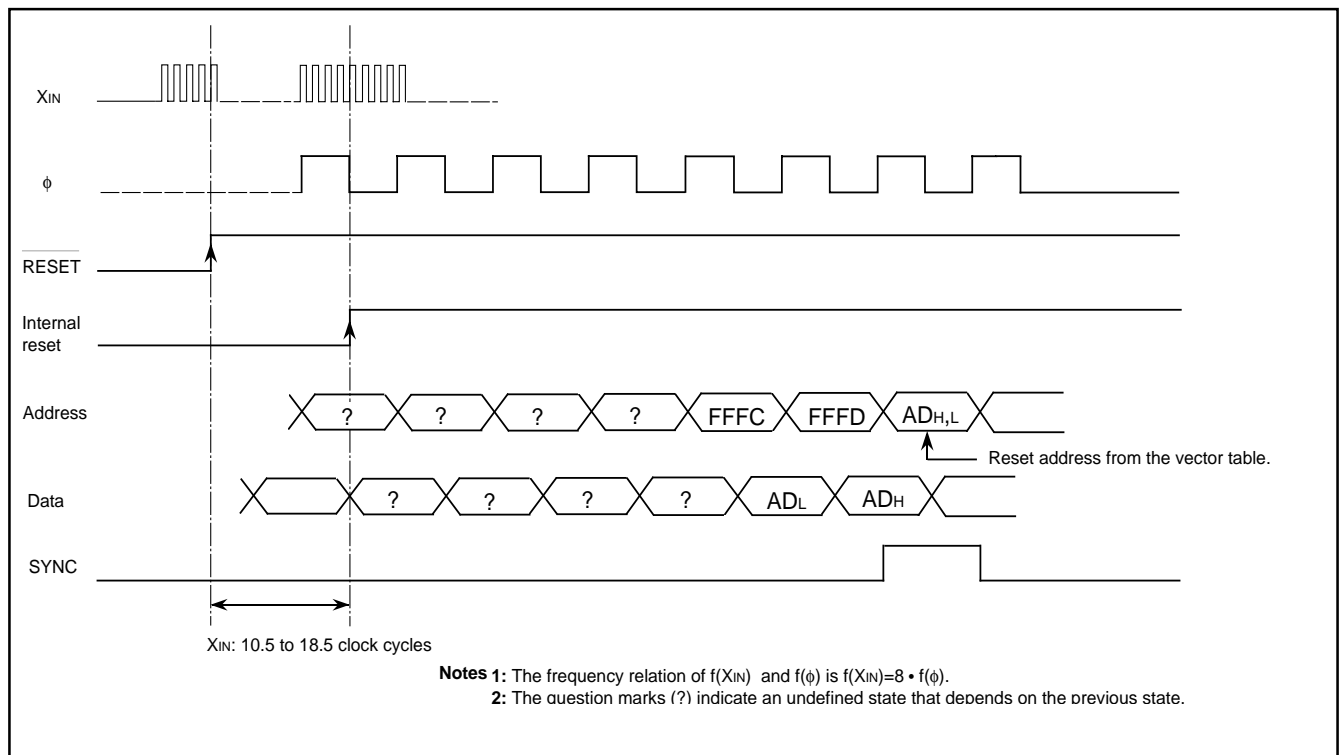 XIN
ϕ
RESET
Internal
reset
Address
? ? ? ? FFFC FFFD ADH,L
Reset address from the vector table.
Data
? ? ? ? ADL ADH
SYNC
XIN: 10.5 to 18.5 clock cycles
Notes 1: The frequency relation of f(XIN) and f(ϕ) is f(XIN)=8 • f(ϕ).
2: The question marks (?) indicate an undefined state that depends on the previous state.